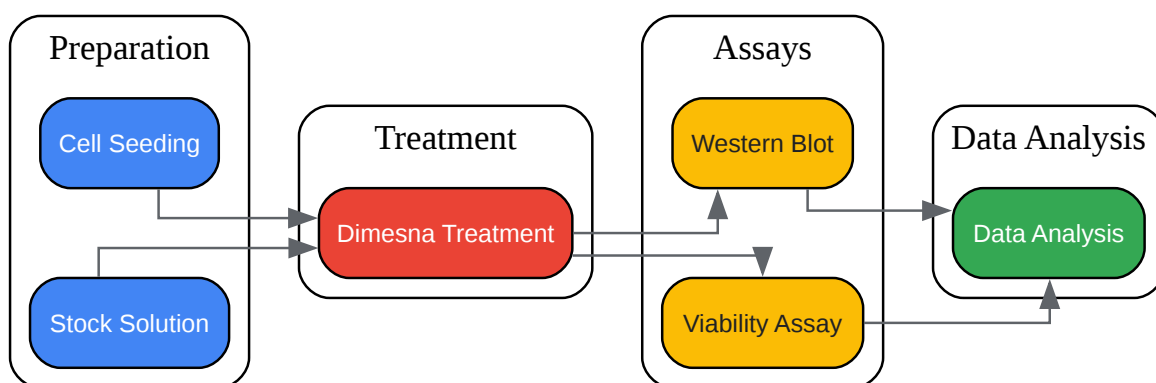 Preparation
Cell Seeding
Stock Solution
Treatment
Dimesna Treatment
Assays
Western Blot
Viability Assay
Data Analysis
Data Analysis